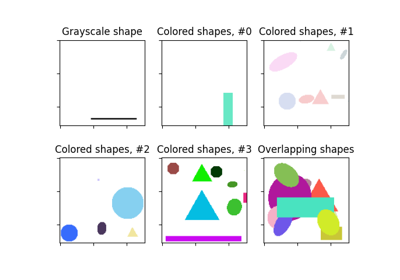 Grayscale shape
Colored shapes, #0
Colored shapes, #1
Colored shapes, #2
Colored shapes, #3
Overlapping shapes